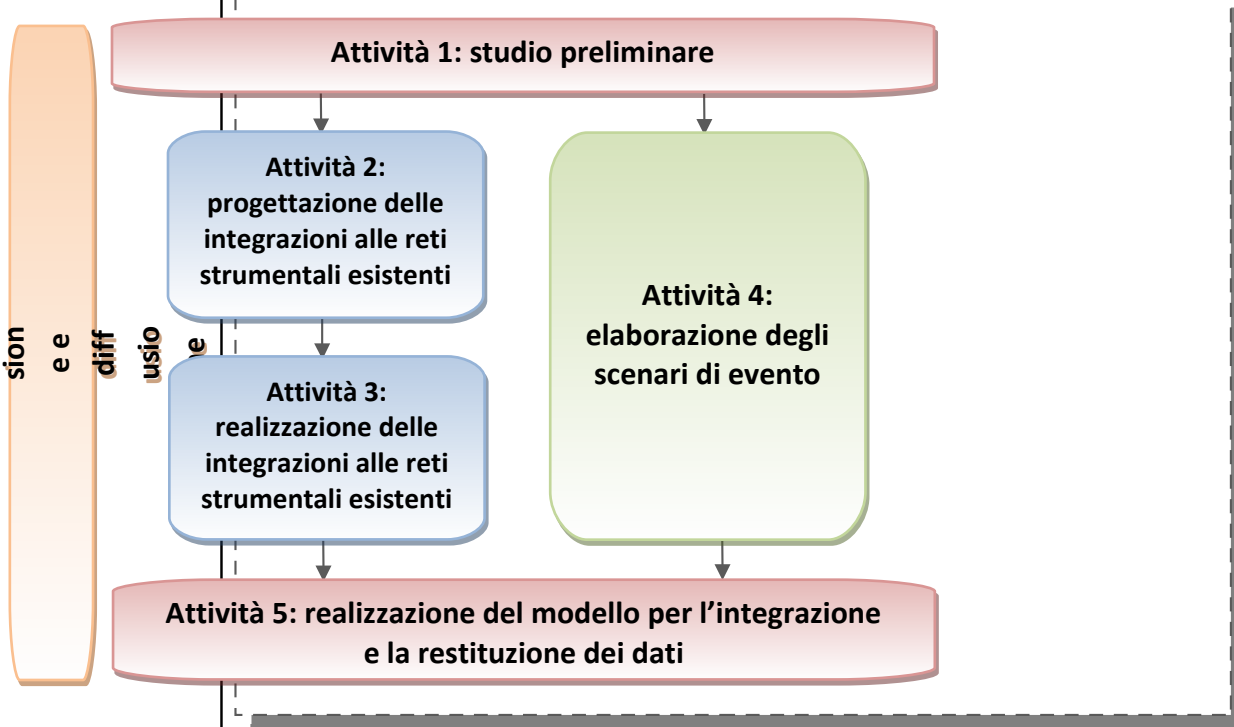 Attività 1: studio preliminare
Attività 2:
progettazione delle
integrazioni alle reti
strumentali esistenti
Attività 4:
elaborazione degli
scenari di evento
sion
e e
diff
usio
Attività 3:
realizzazione delle
integrazioni alle reti
strumentali esistenti
Attività 5: realizzazione del modello per l’integrazione
e la restituzione dei dati